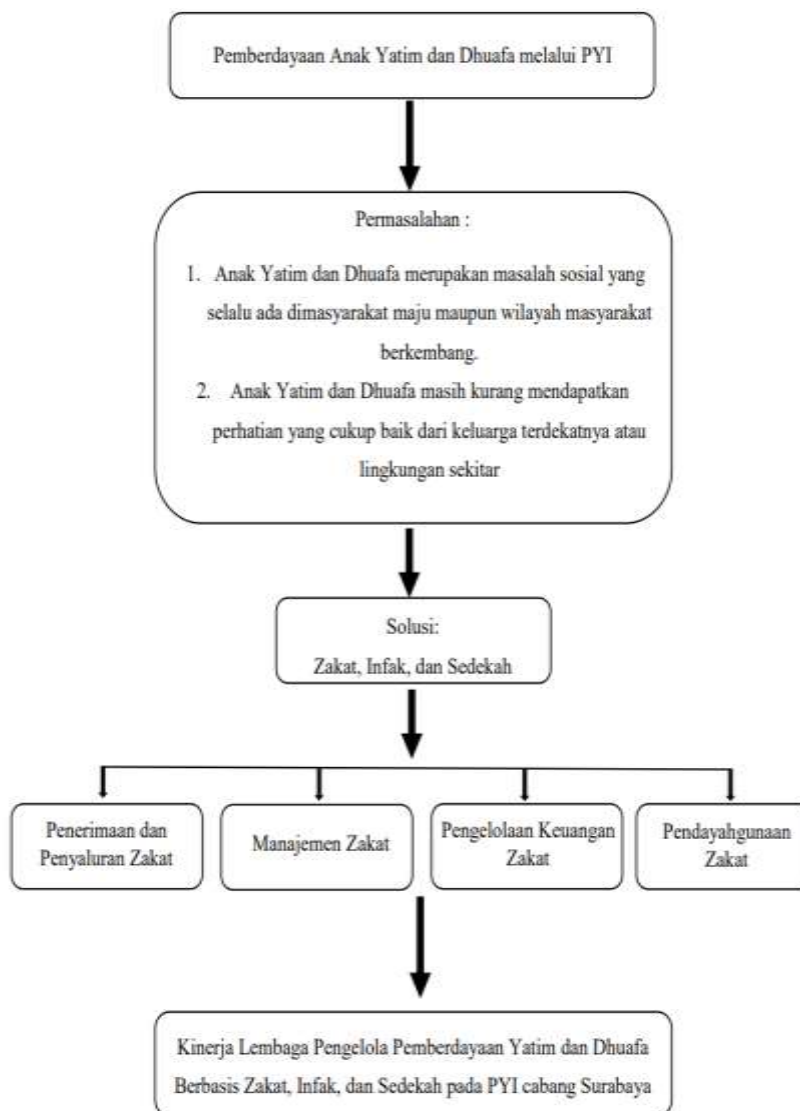 Pemberdayaan Anak Yatim dan Dhuafa melalui PYI
Permasalahan :
1. Anak Yatim dan Dhuafa merupakan masalah sosial yang
selalu ada dimasyarakat maju maupun wilayah masyarakat
berkembang.
2. Anak Yatim dan Dhuafa masih kurang mendapatkan
perhatian yang cukup baik dari keluarga terdekatnya atau
lingkungan sekitar
Solusi:
Zakat, Infak, dan Sedekah
Penerimaan dan
Penyaluran Zakat
Manajemen Zakat
Pengelolaan Keuangan
Zakat
Pendayahgunaan
Zakat
Kinerja Lembaga Pengelola Pemberdayaan Yatim dan Dhuafa
Berbasis Zakat, Infak, dan Sedekah pada PYI cabang Surabaya